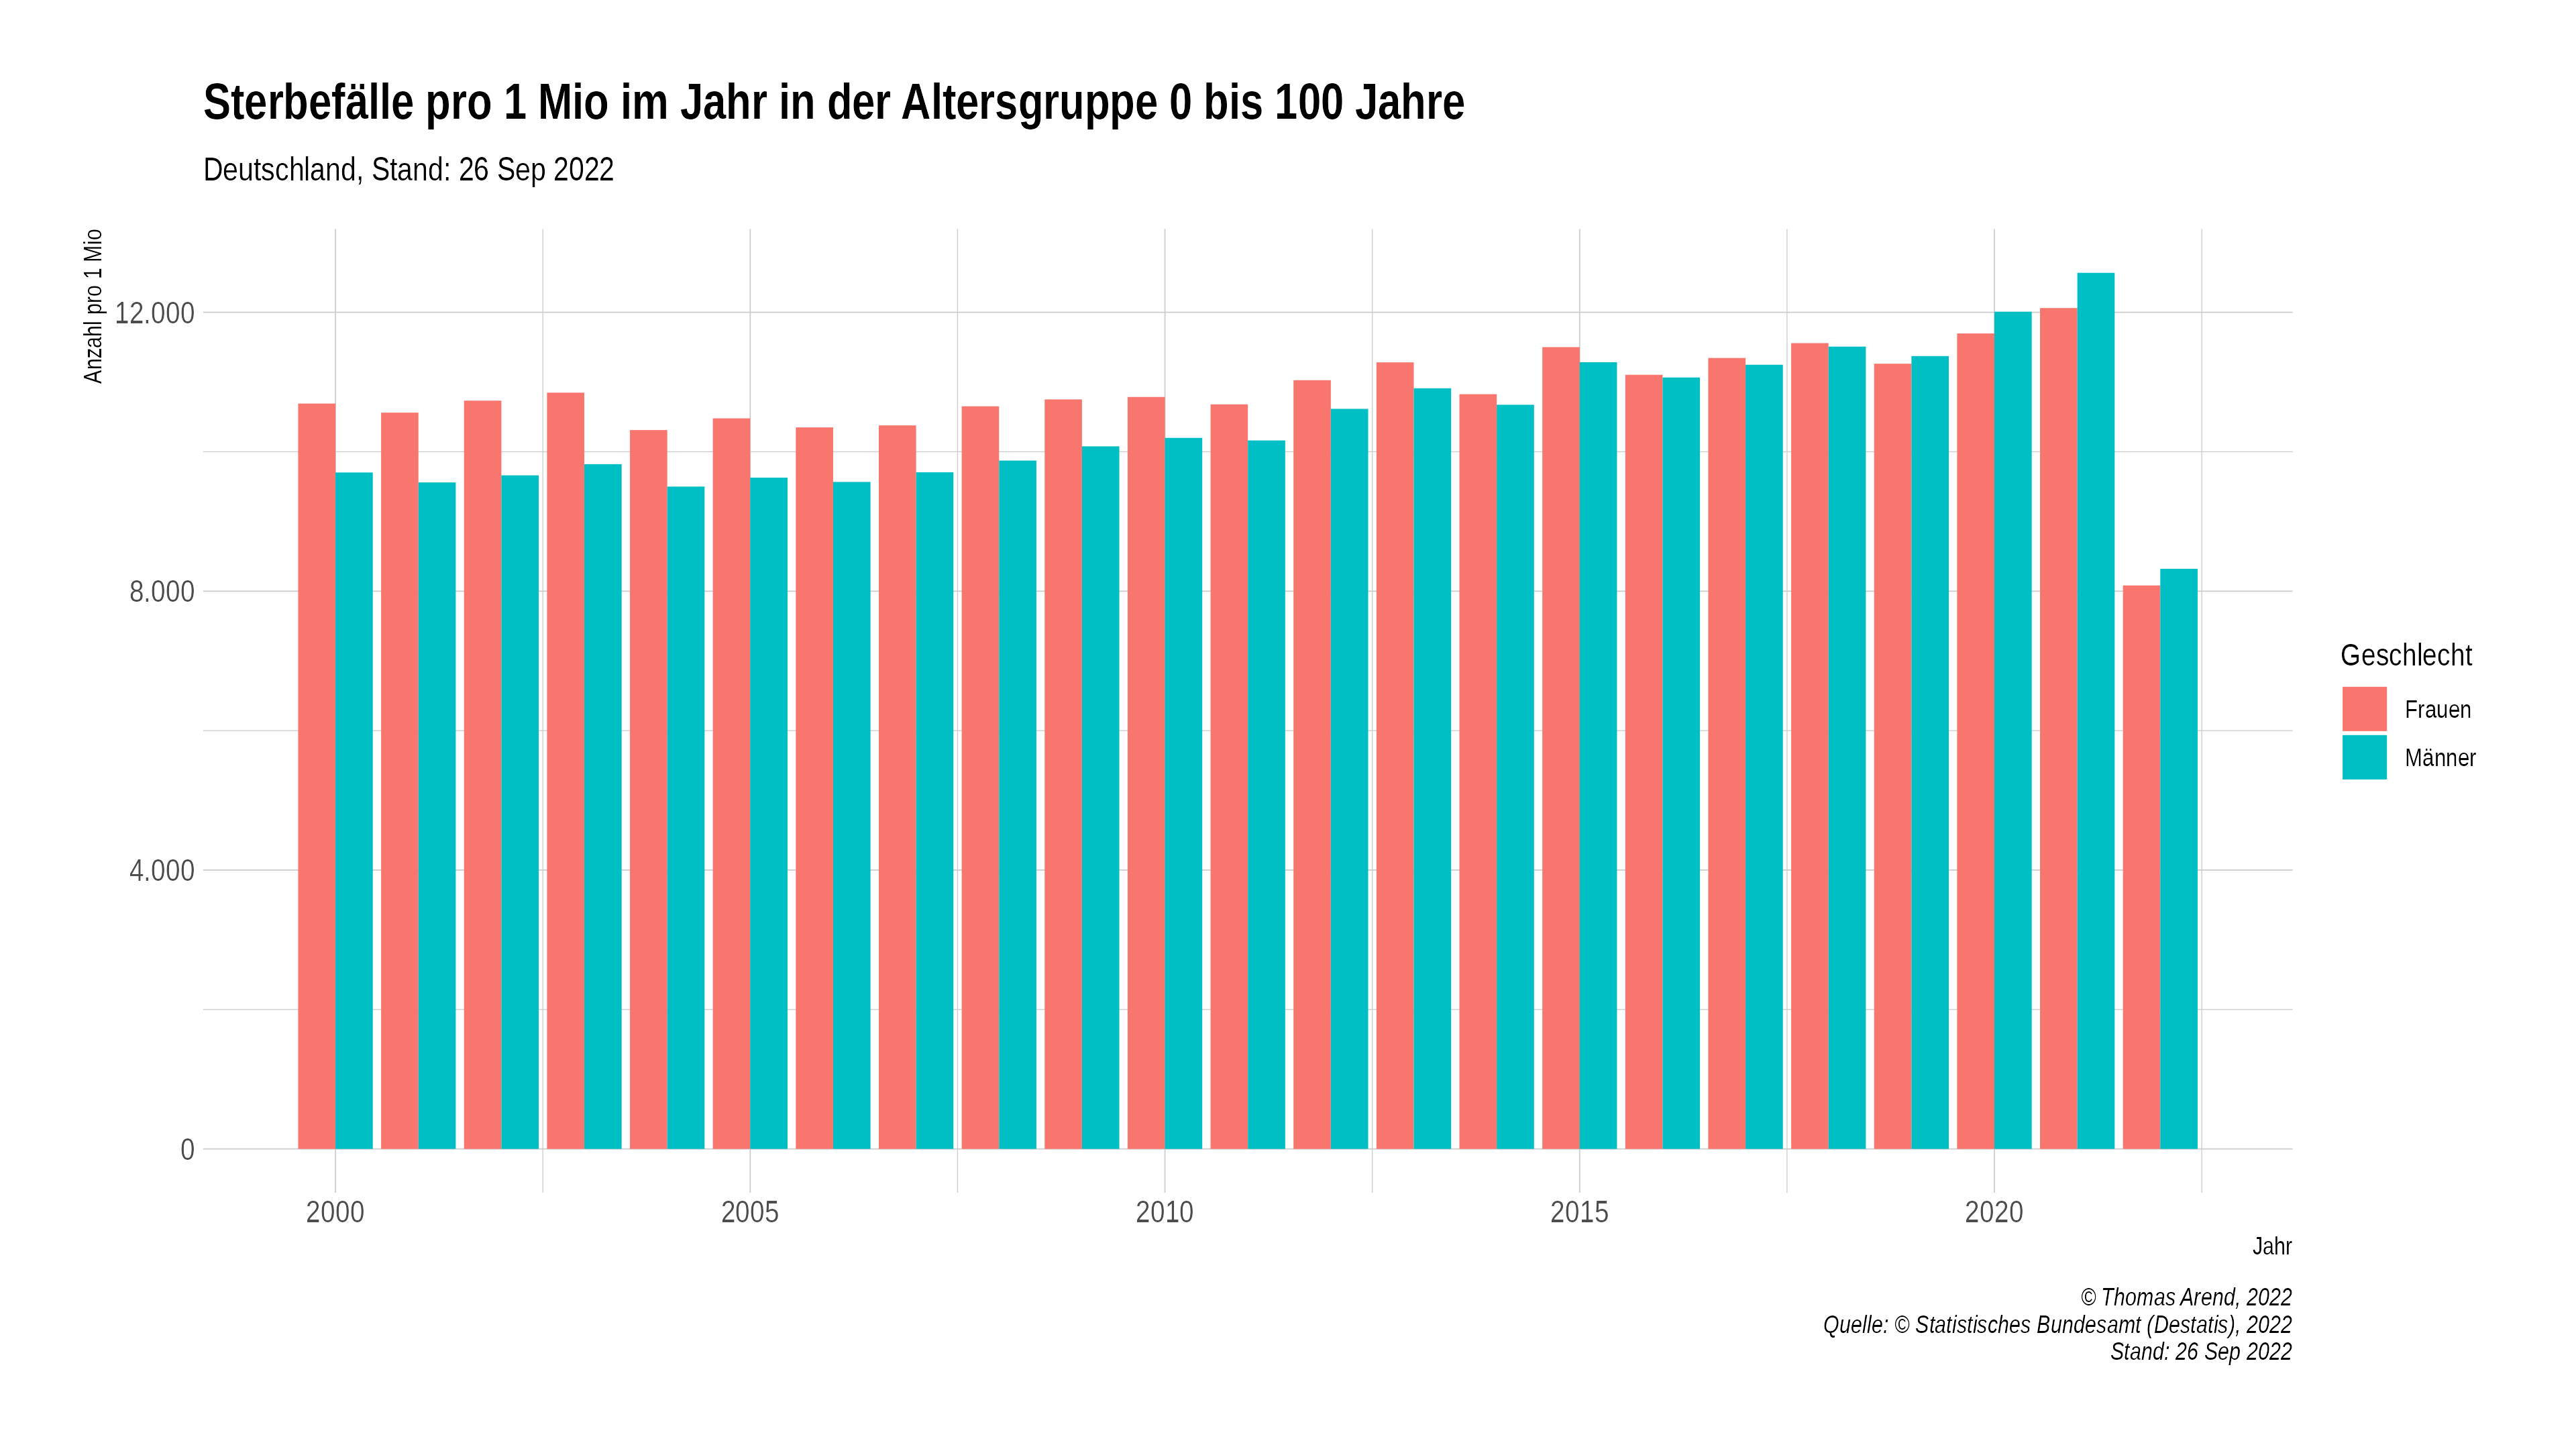 Sterbefälle pro 1 Mio im Jahr in der Altersgruppe 0 bis 100 Jahre
Deutschland, Stand: 26 Sep 2022
Anzahl pro 1 Mio
12.000
8.000
4.000
0
2000
2005
2010
2015
2020
Jahr
Geschlecht
Frauen
Männer
© Thomas Arend, 2022
Quelle: © Statistisches Bundesamt (Destatis), 2022
Stand: 26 Sep 2022